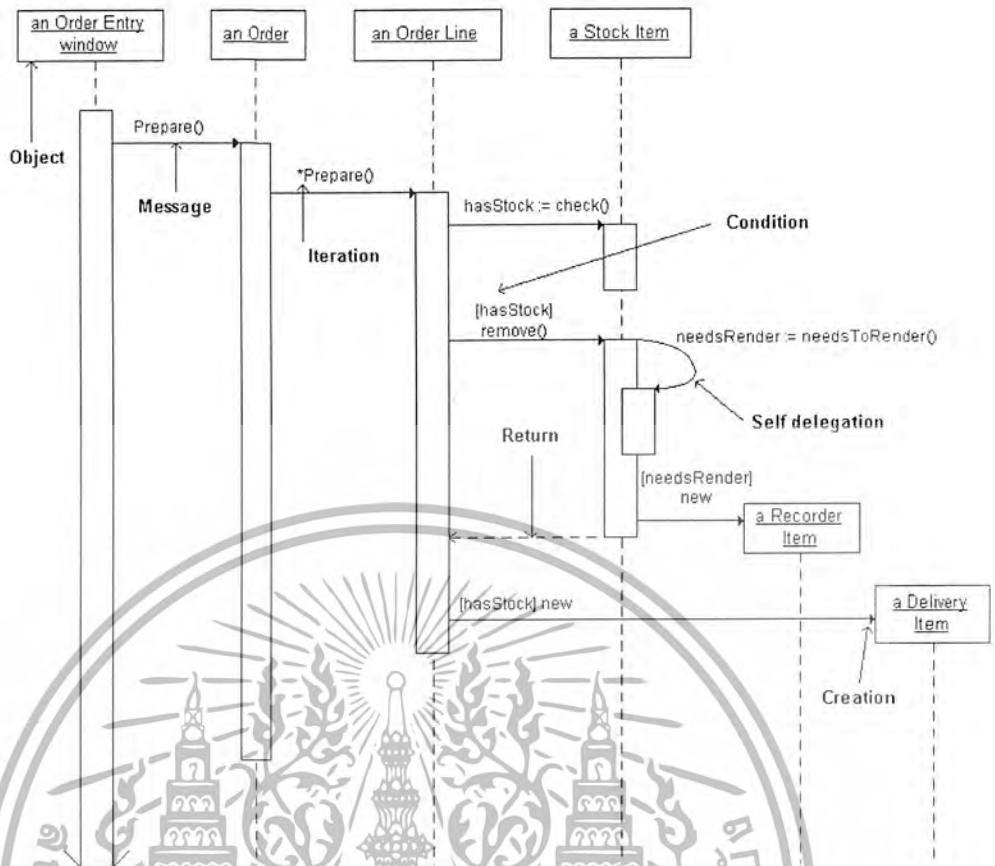 an Order Entry
window
an Order
an Order Line
a Stock Item
Prepare()
Object
*Prepare()
Message
hasStock := check()
Condition
Iteration
[hasStock]
remove()
needsRender := needsToRender()
Self delegation
Return
[needsRender]
new
a Recorder
Item
[hasStock] new
a Delivery
Item
Creation